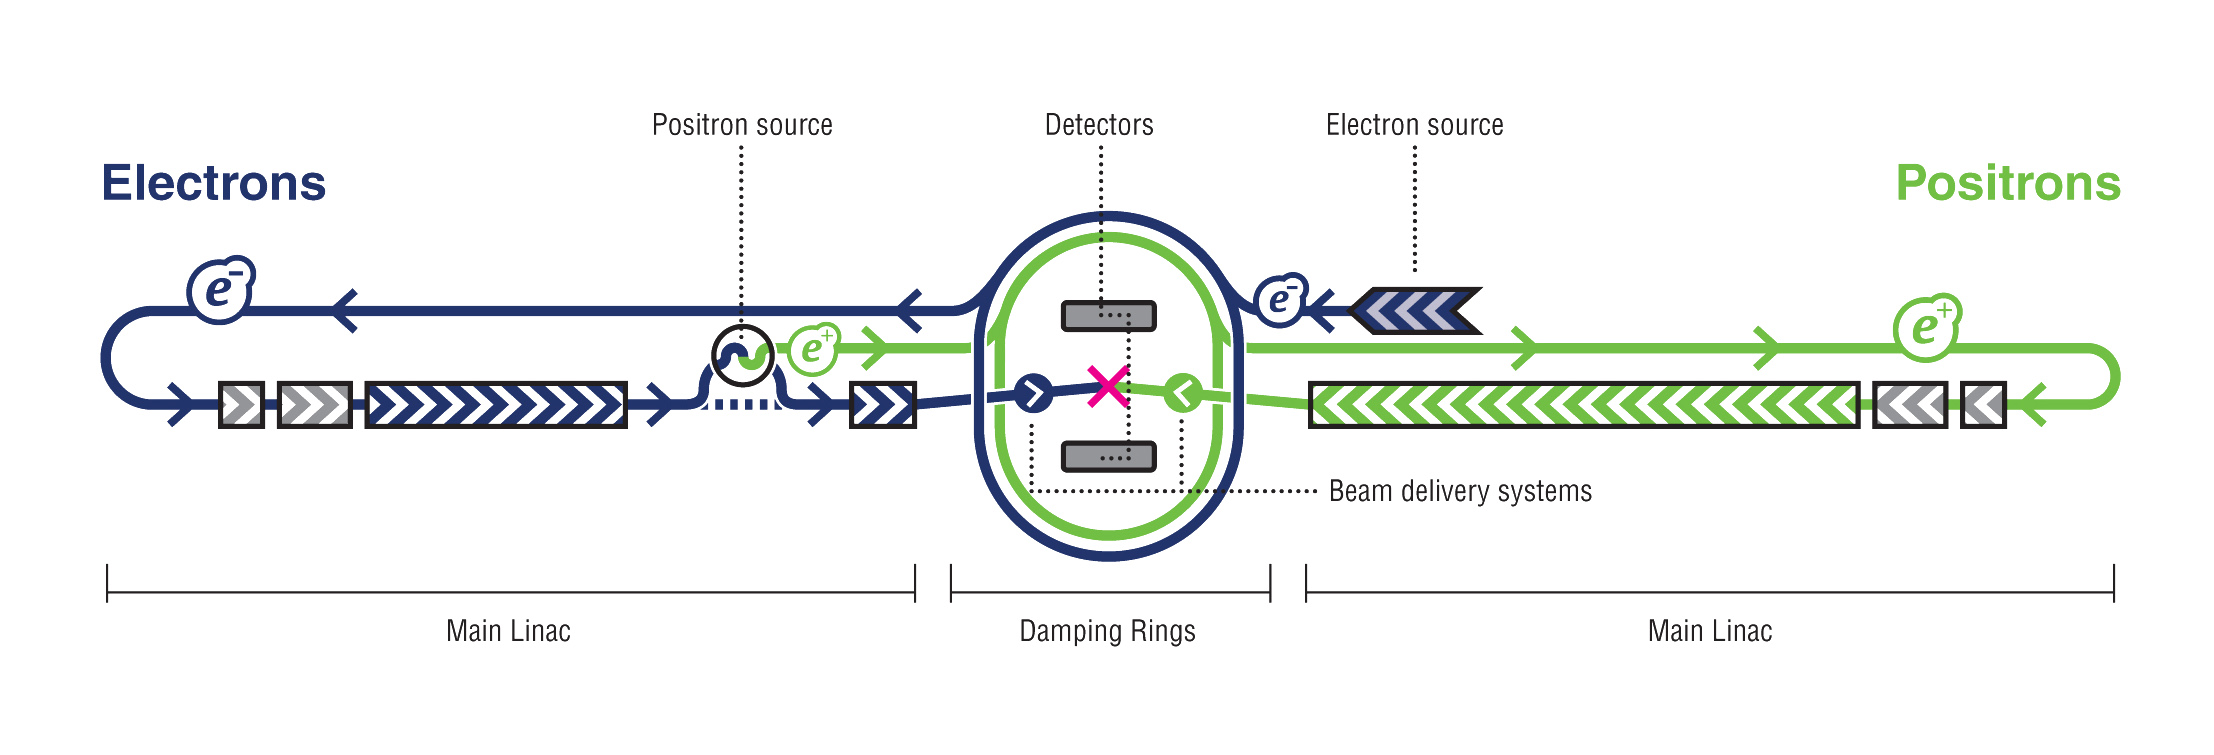 Positron source
Detectors
Electron source
Electrons
Positrons
e-
e-
e+
e+
Beam delivery systems
Main Linac
Damping Rings
Main Linac